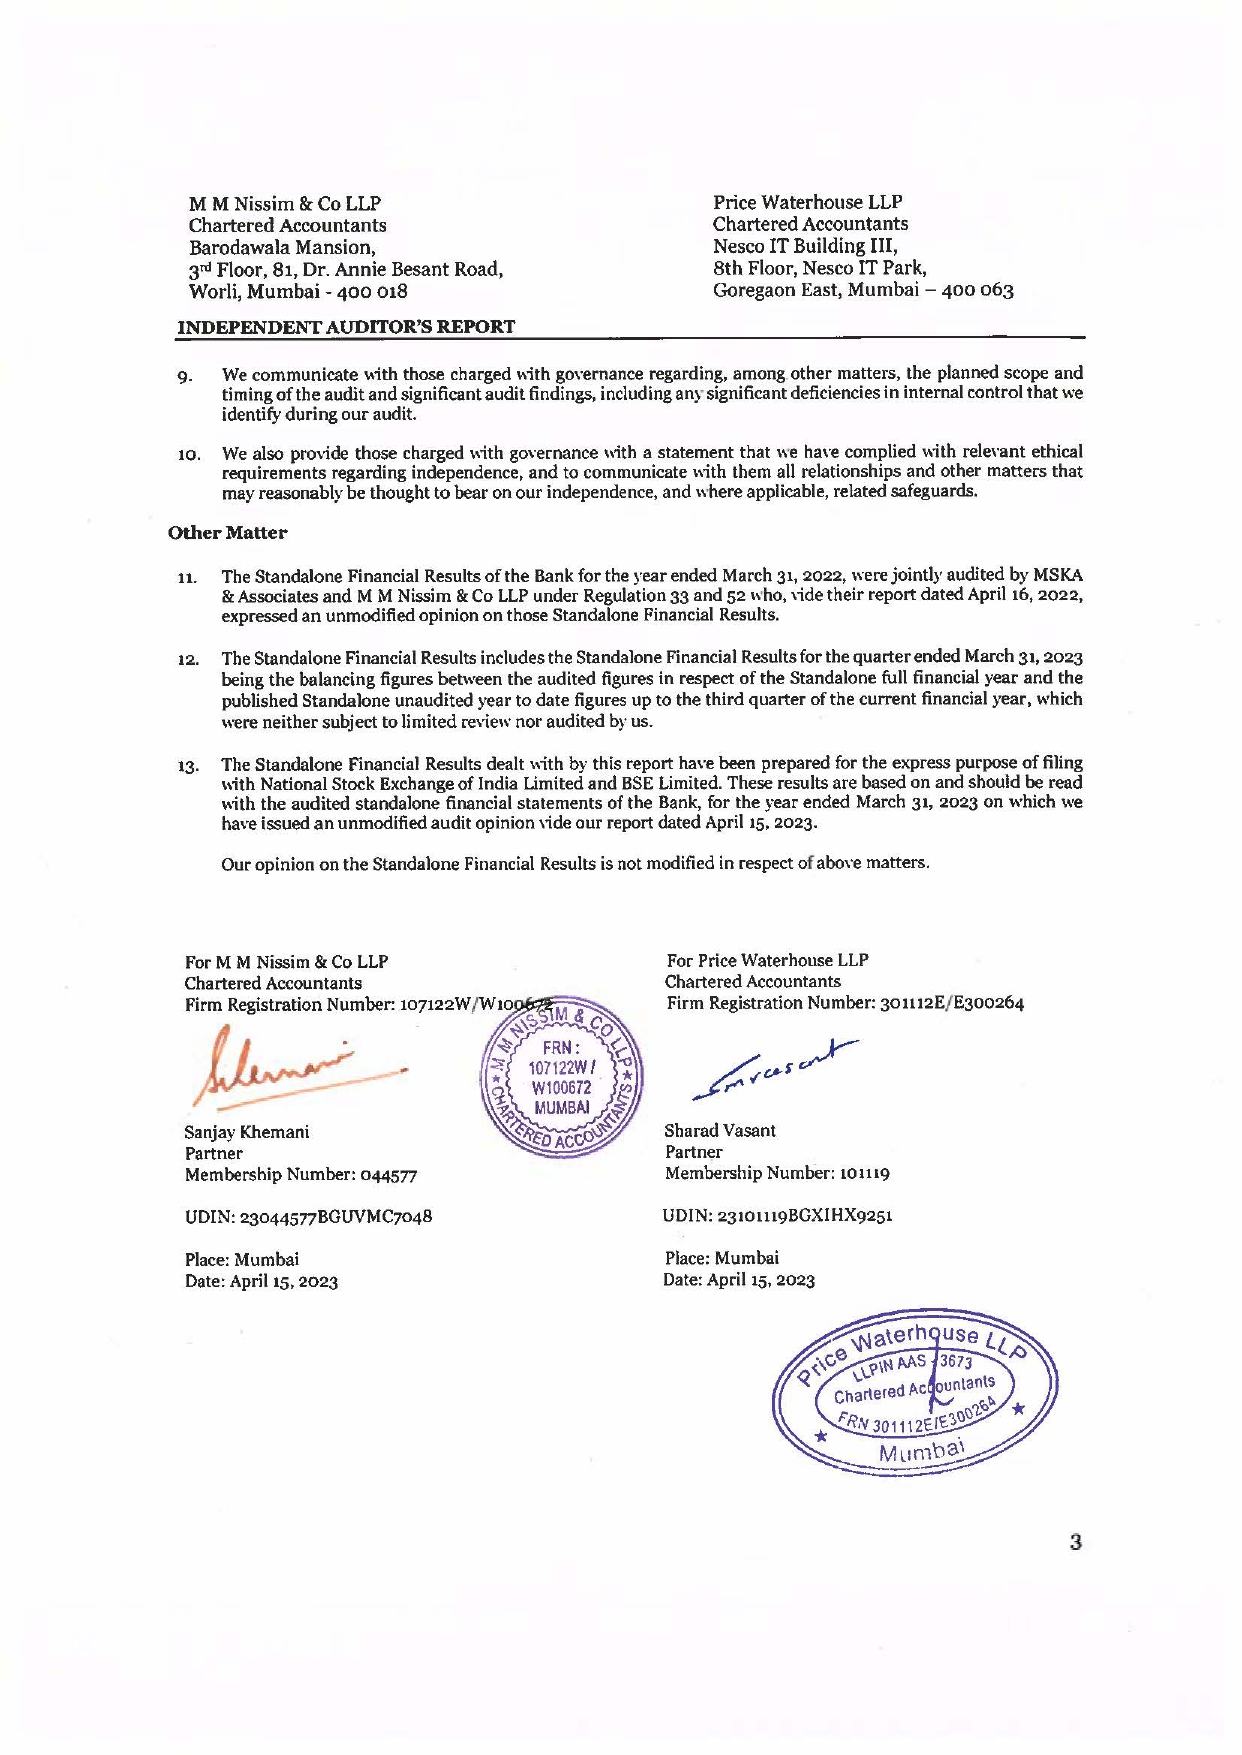 M M Nissim & Co LLP
Chartered Accountants
Barodawala Mansion,
3rd Floor, 81, Dr. Annie Besant Road,
Worli, Mumbai - 400 018
Price Waterhouse LLP
Chartered Accountants
Nesco IT Building III,
8th Floor, Nesco IT Park,
Goregaon East, Mumbai – 400 063
INDEPENDENT AUDITOR'S REPORT
9. We communicate with those charged with governance regarding, among other matters, the planned scope and
timing of the audit and significant audit findings, including any significant deficiencies in internal control that we
identify during our audit.
10. We also provide those charged with governance with a statement that we have complied with relevant ethical
requirements regarding independence, and to communicate with them all relationships and other matters that
may reasonably be thought to bear on our independence, and where applicable, related safeguards.
Other Matter
11. The Standalone Financial Results of the Bank for the year ended March 31, 2022, were jointly audited by MSKA
& Associates and M M Nissim & Co LLP under Regulation 33 and 52 who, vide their report dated April 16, 2022,
expressed an unmodified opinion on those Standalone Financial Results.
12. The Standalone Financial Results includes the Standalone Financial Results for the quarter ended March 31, 2023
being the balancing figures between the audited figures in respect of the Standalone full financial year and the
published Standalone unaudited year to date figures up to the third quarter of the current financial year, which
were neither subject to limited review nor audited by us.
13. The Standalone Financial Results dealt with by this report have been prepared for the express purpose of filing
with National Stock Exchange of India Limited and BSE Limited. These results are based on and should be read
with the audited standalone financial statements of the Bank, for the year ended March 31, 2023 on which we
have issued an unmodified audit opinion vide our report dated April 15, 2023.
Our opinion on the Standalone Financial Results is not modified in respect of above matters.
For M M Nissim & Co LLP
Chartered Accountants
Firm Registration Number: 107122W/W100672
M M NISSIM & CO LLP
FRN:
107122W/
W100672
MUMBAI
CHARTERED ACCOUNTANTS
Sanjay Khemani
Partner
Membership Number: 044577
UDIN: 23044577BGUVMC7048
Place: Mumbai
Date: April 15, 2023
For Price Waterhouse LLP
Chartered Accountants
Firm Registration Number: 301112E/E300264
Sharad Vasant
Partner
Membership Number: 101119
UDIN: 23101119BGXIHX9251
Place: Mumbai
Date: April 15, 2023
Price Waterhouse LLP
LLPIN AAS 3673
Chartered Accountants
FRN 301112E/E300264
Mumbai
3